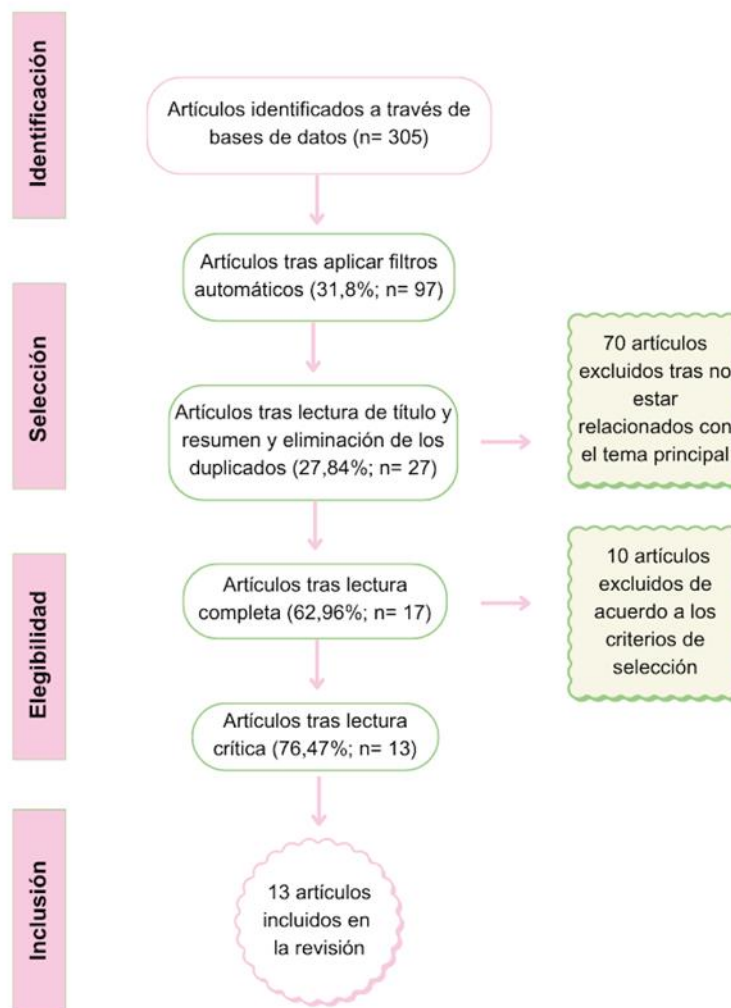 Identificación
Artículos identificados a través de
bases de datos (n= 305)
Selección
Artículos tras aplicar filtros
automáticos (31,8%; n= 97)
Artículos tras lectura de título y
resumen y eliminación de los
duplicados (27,84%; n= 27)
70 artículos
excluidos tras no
estar
relacionados con
el tema principal
Elegibilidad
Artículos tras lectura
completa (62,96%; n= 17)
10 artículos
excluidos de
acuerdo a los
criterios de
selección
Artículos tras lectura
crítica (76,47%; n= 13)
Inclusión
13 artículos
incluidos en
la revisión